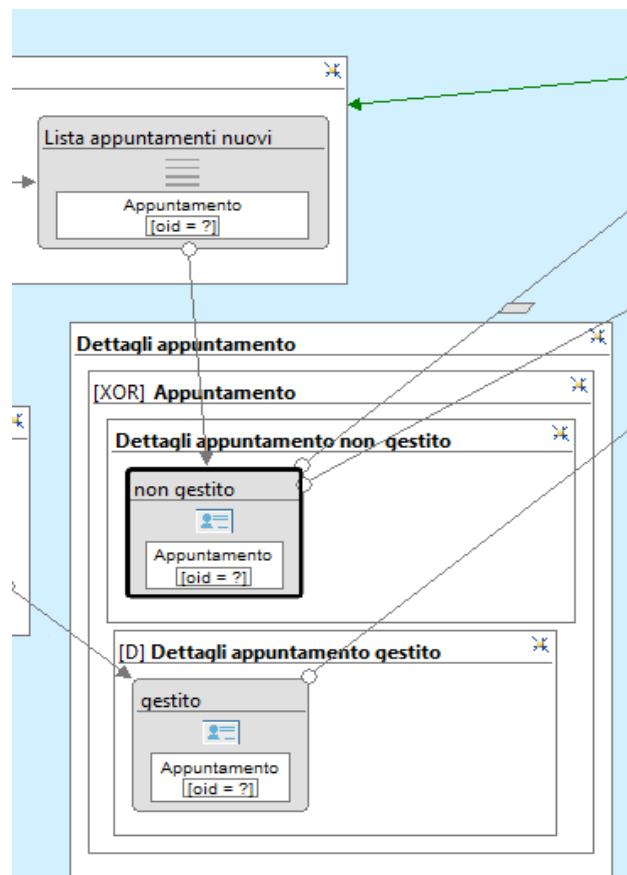 Lista appuntamenti nuovi
Appuntamento
[oid = ?]
Dettagli appuntamento
[XOR] Appuntamento
Dettagli appuntamento non gestito
non gestito
Appuntamento
[oid = ?]
[D] Dettagli appuntamento gestito
gestito
Appuntamento
[oid = ?]